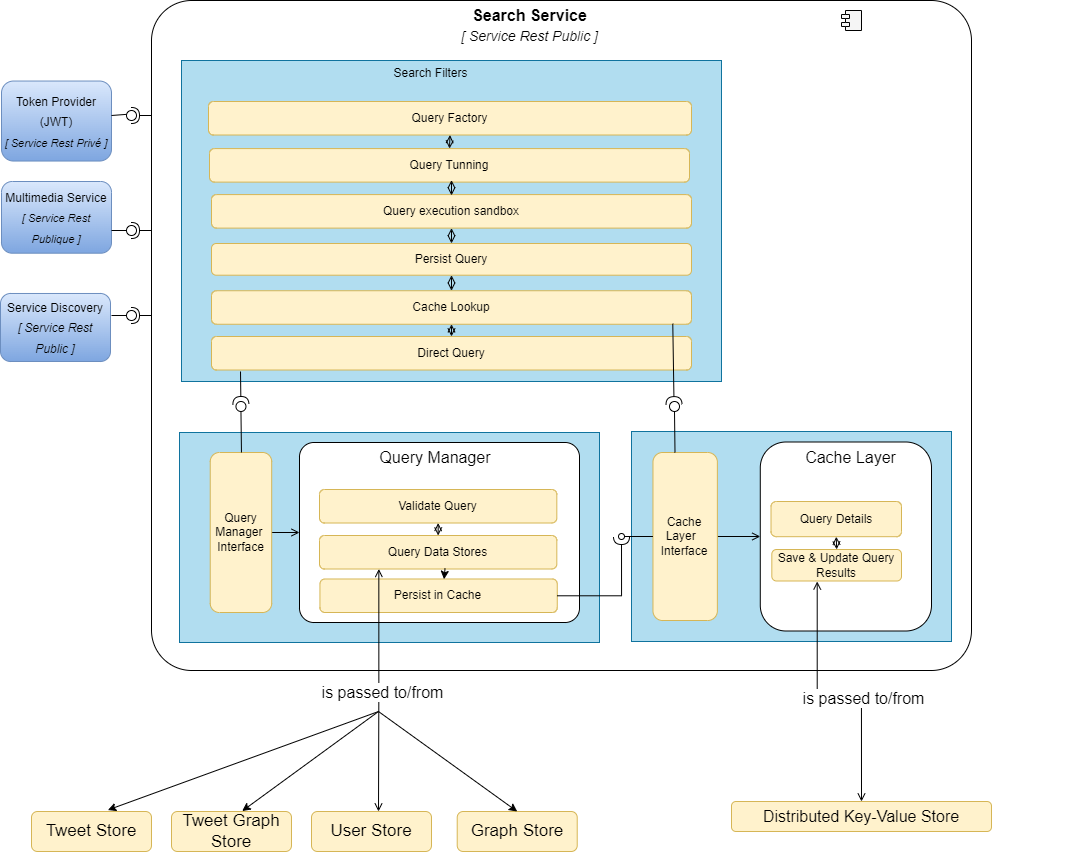 Search Service
[ Service Rest Public ]
Search Filters
Query Factory
Query Tunning
Query execution sandbox
Persist Query
Cache Lookup
Direct Query
Token Provider
(JWT)
[ Service Rest Privé ]
Multimedia Service
[ Service Rest
Publique ]
Service Discovery
[ Service Rest
Public ]
Query
Manager
Interface
Query Manager
Validate Query
Query Data Stores
Persist in Cache
Cache
Layer
Interface
Cache Layer
Query Details
Save & Update Query
Results
is passed to/from
is passed to/from
Tweet Store
Tweet Graph
Store
User Store
Graph Store
Distributed Key-Value Store